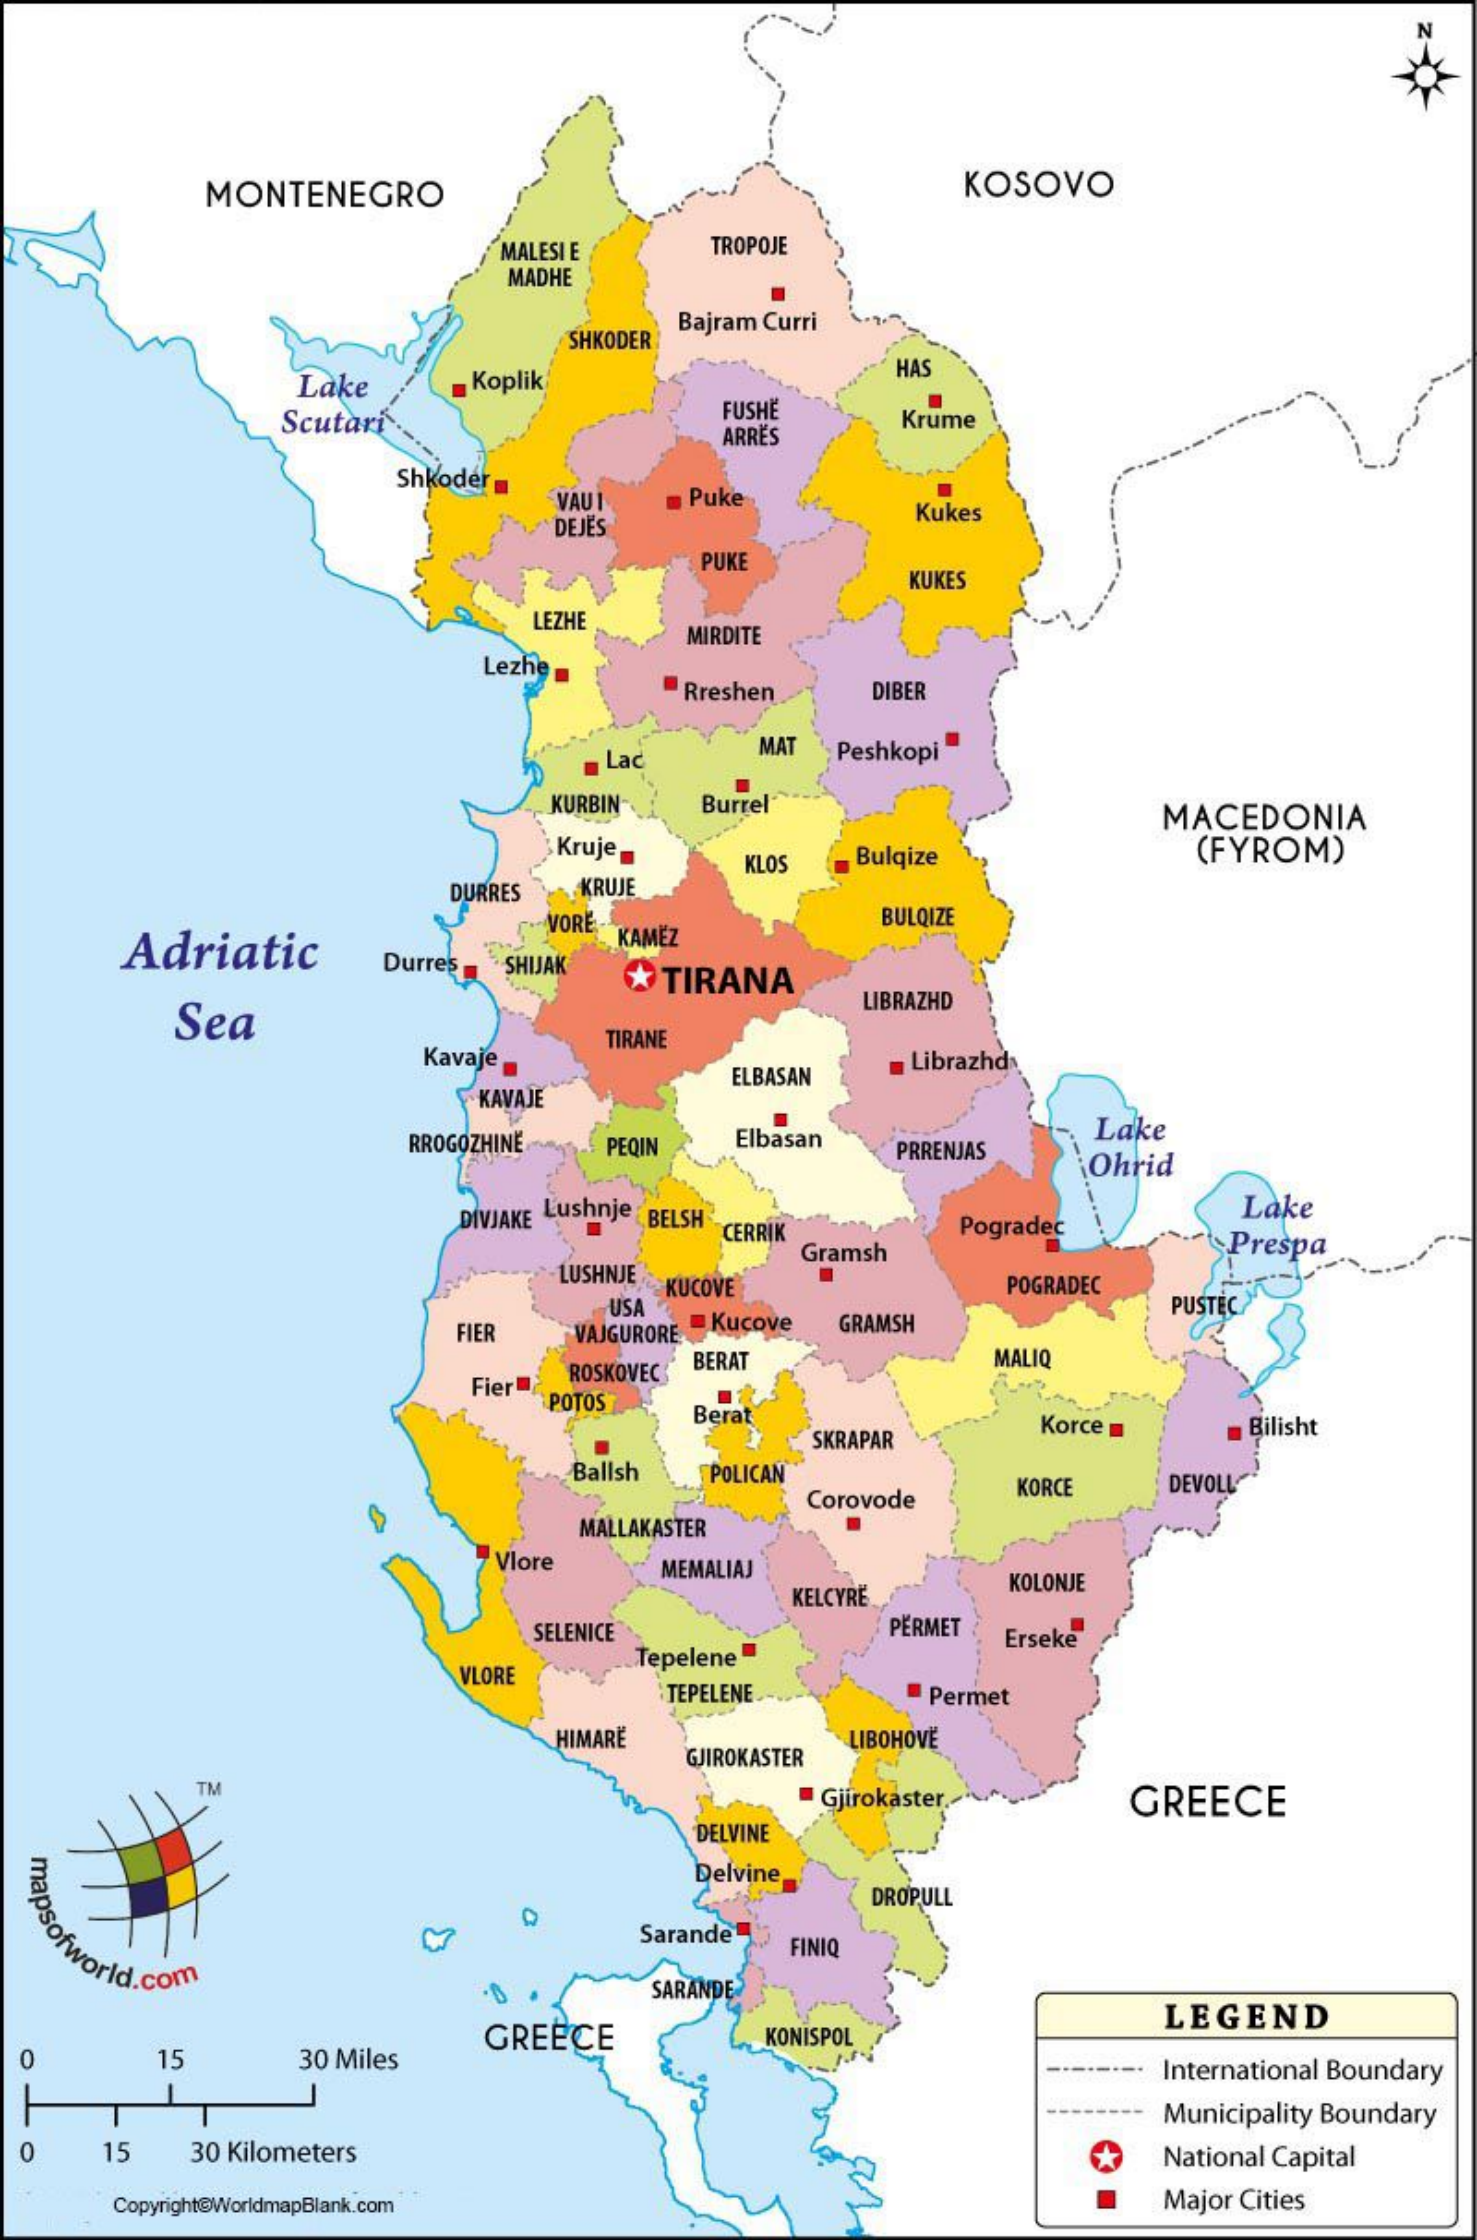 N
MONTENEGRO
KOSOVO
MALESI E
MADHE
TROPOJE
Bajram Curri
SHKODER
HAS
Krume
Lake
Scutari
Koplik
FUSHË
ARRËS
Shkoder
VAU I
DEJËS
Puke
PUKE
Kukes
KUKES
LEZHE
Lezhe
MIRDITE
Rreshen
DIBER
Peshkopi
MAT
Lac
KURBIN
Burrel
MACEDONIA
(FYROM)
Kruje
KRUJE
KLOS
Bulqize
BULQIZE
DURRES
VORË
KAMËZ
Adriatic
Sea
Durres
SHIJAK
TIRANA
TIRANE
LIBRAZHD
Librazhd
Kavaje
KAVAJE
ELBASAN
Elbasan
RROGOZHINË
PEQIN
PRRENJAS
Lake
Ohrid
DIVJAKE
Lushnje
LUSHNJE
BELSH
CERRIK
Gramsh
GRAMSH
Pogradec
POGRADEC
Lake
Prespa
PUSTEC
KUCOVE
Kucove
USA
VAJGURORE
FIER
Fier
ROSKOVEC
POTOS
BERAT
Berat
MALIQ
Korce
KORCE
Bilisht
DEVOLL
SKRAPAR
Corovode
POLICAN
Ballsh
MALLAKASTER
Vlore
VLORE
MEMALIAJ
KELCYRË
KOLONJE
Erseke
PËRMET
Permet
SELENICE
Tepelene
TEPELENE
HIMARË
GJIROKASTER
Gjirokaster
LIBOHOVË
GREECE
DELVINE
Delvine
DROPULL
Sarande
SARANDE
FINIQ
KONISPOL
GREECE
TM
mapsofworld.com
0 15 30 Miles
0 15 30 Kilometers
Copyright©WorldmapBlank.com
LEGEND
International Boundary
Municipality Boundary
National Capital
Major Cities